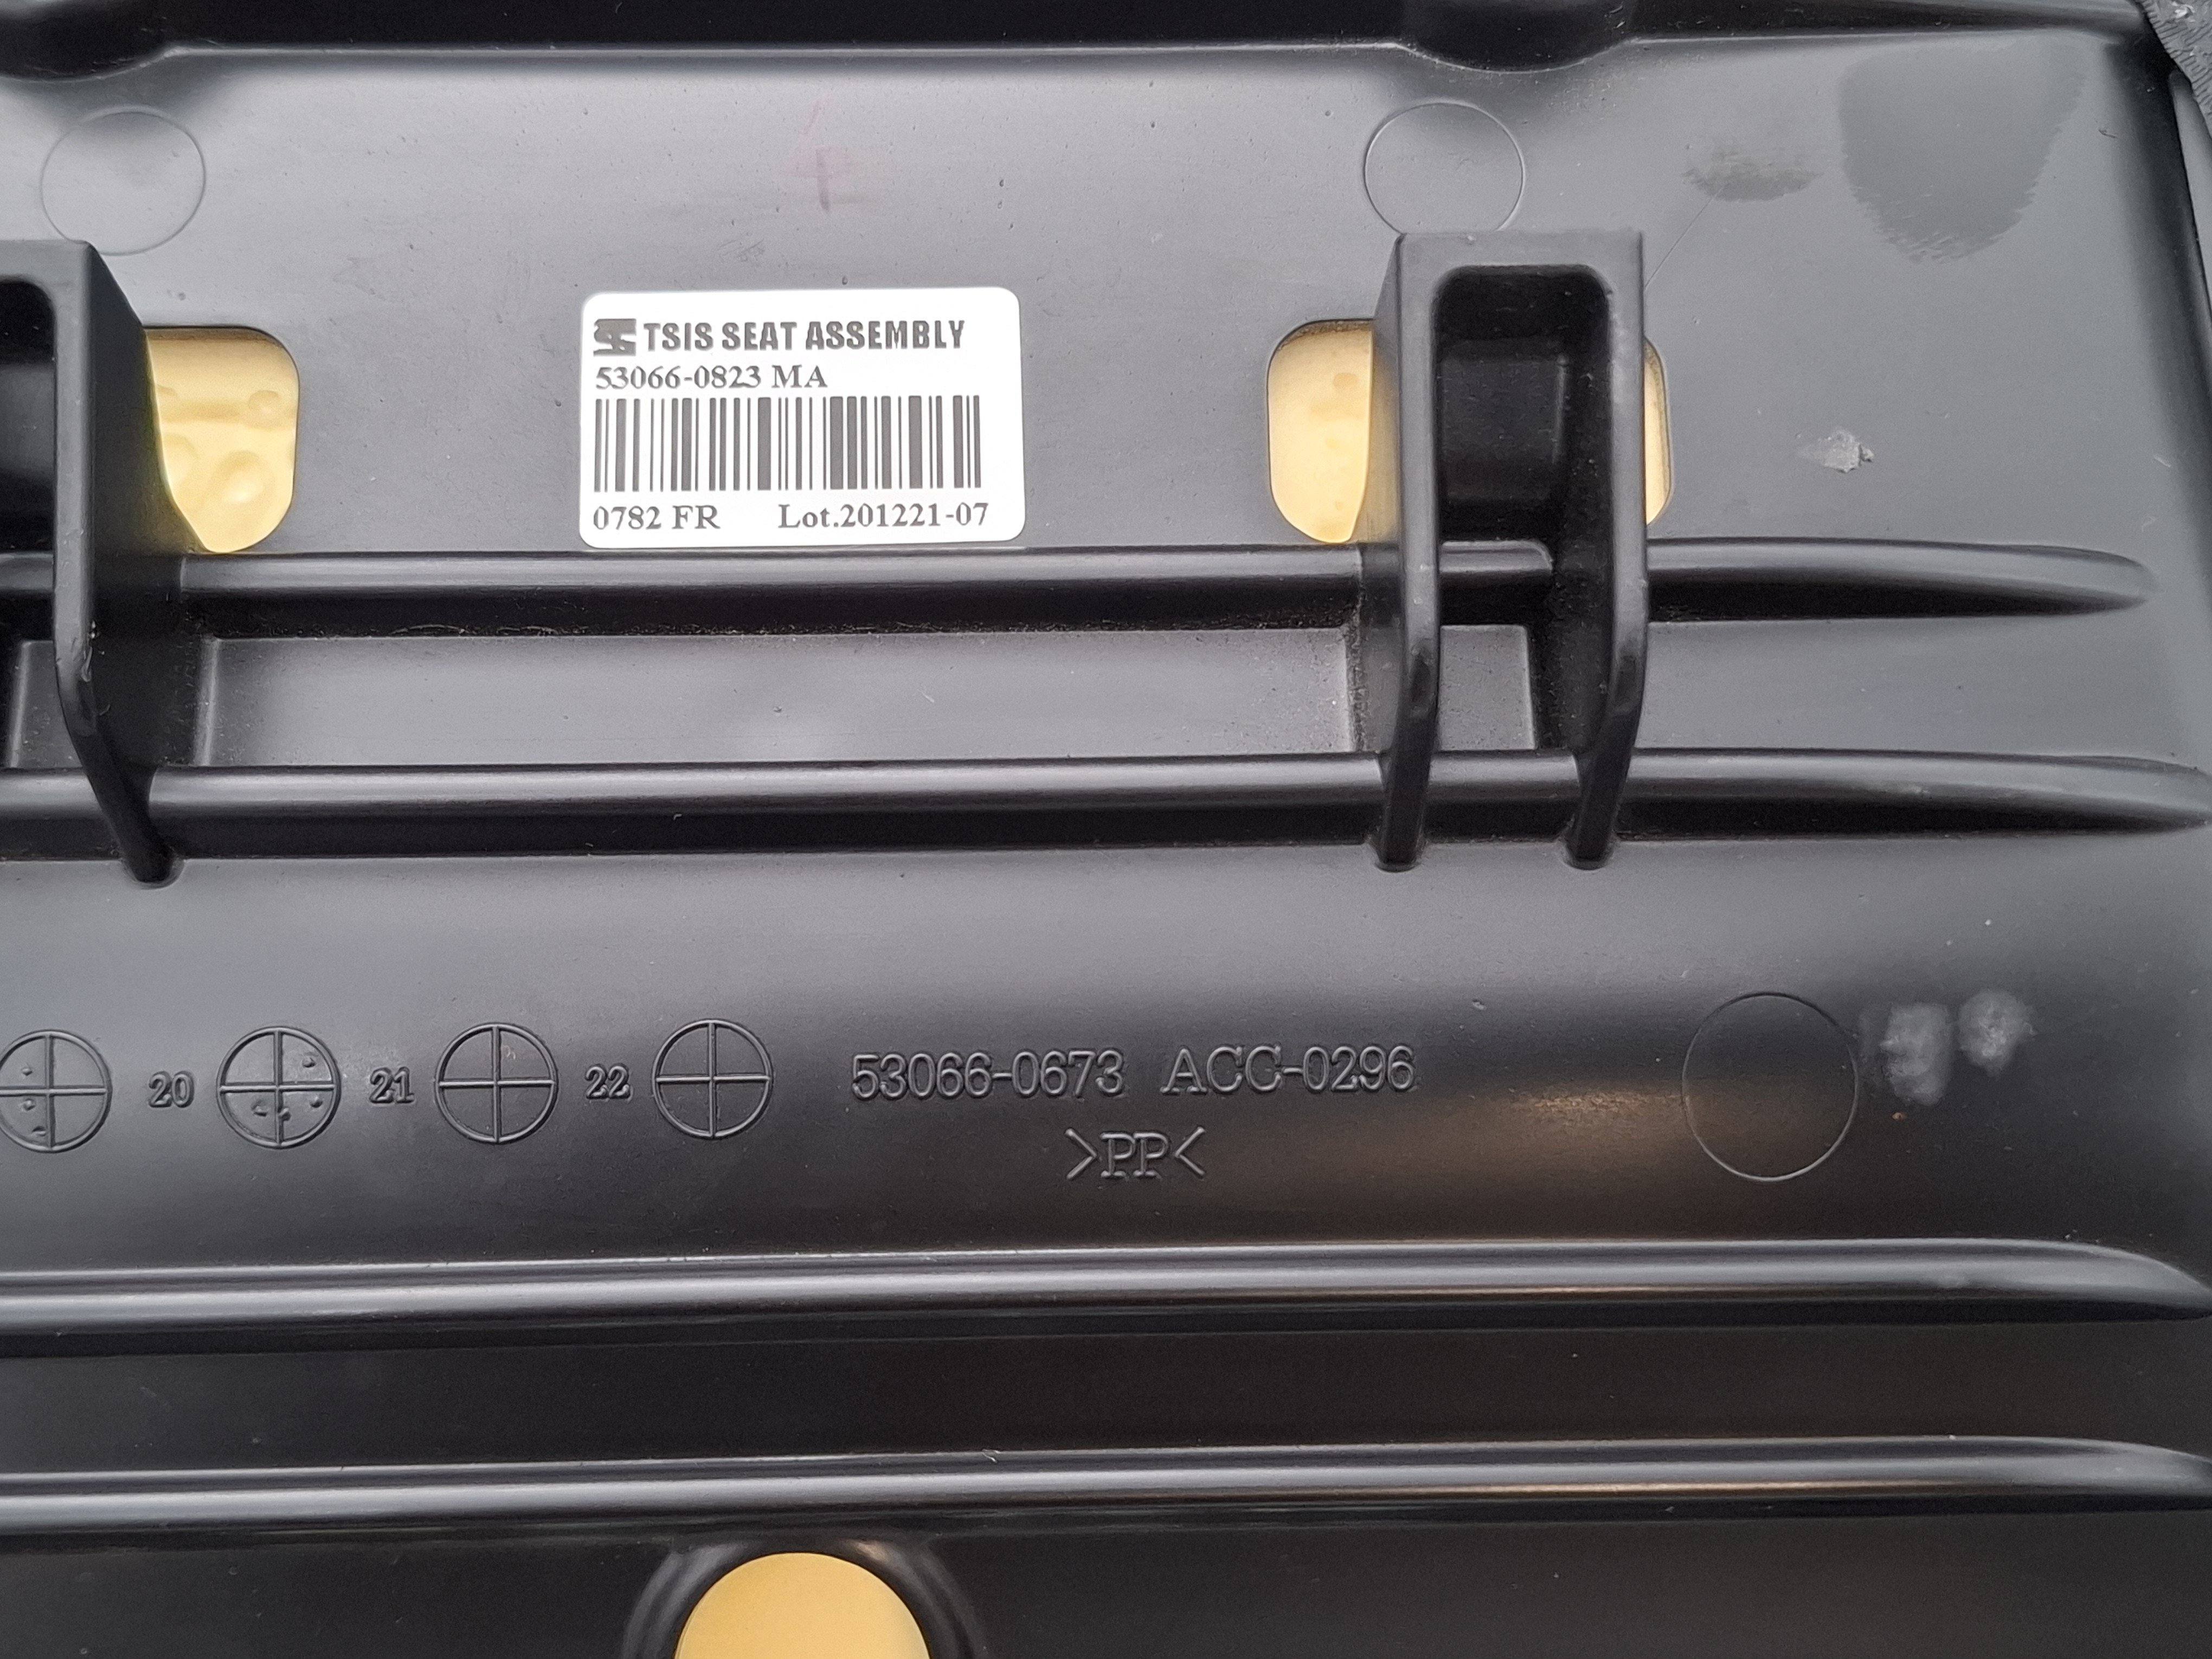 TSIS SEAT ASSEMBLY
53066-0823 MA
0782 FR Lot.201221-07
20 21 22 53066-0673 ACC-0296
>PP<